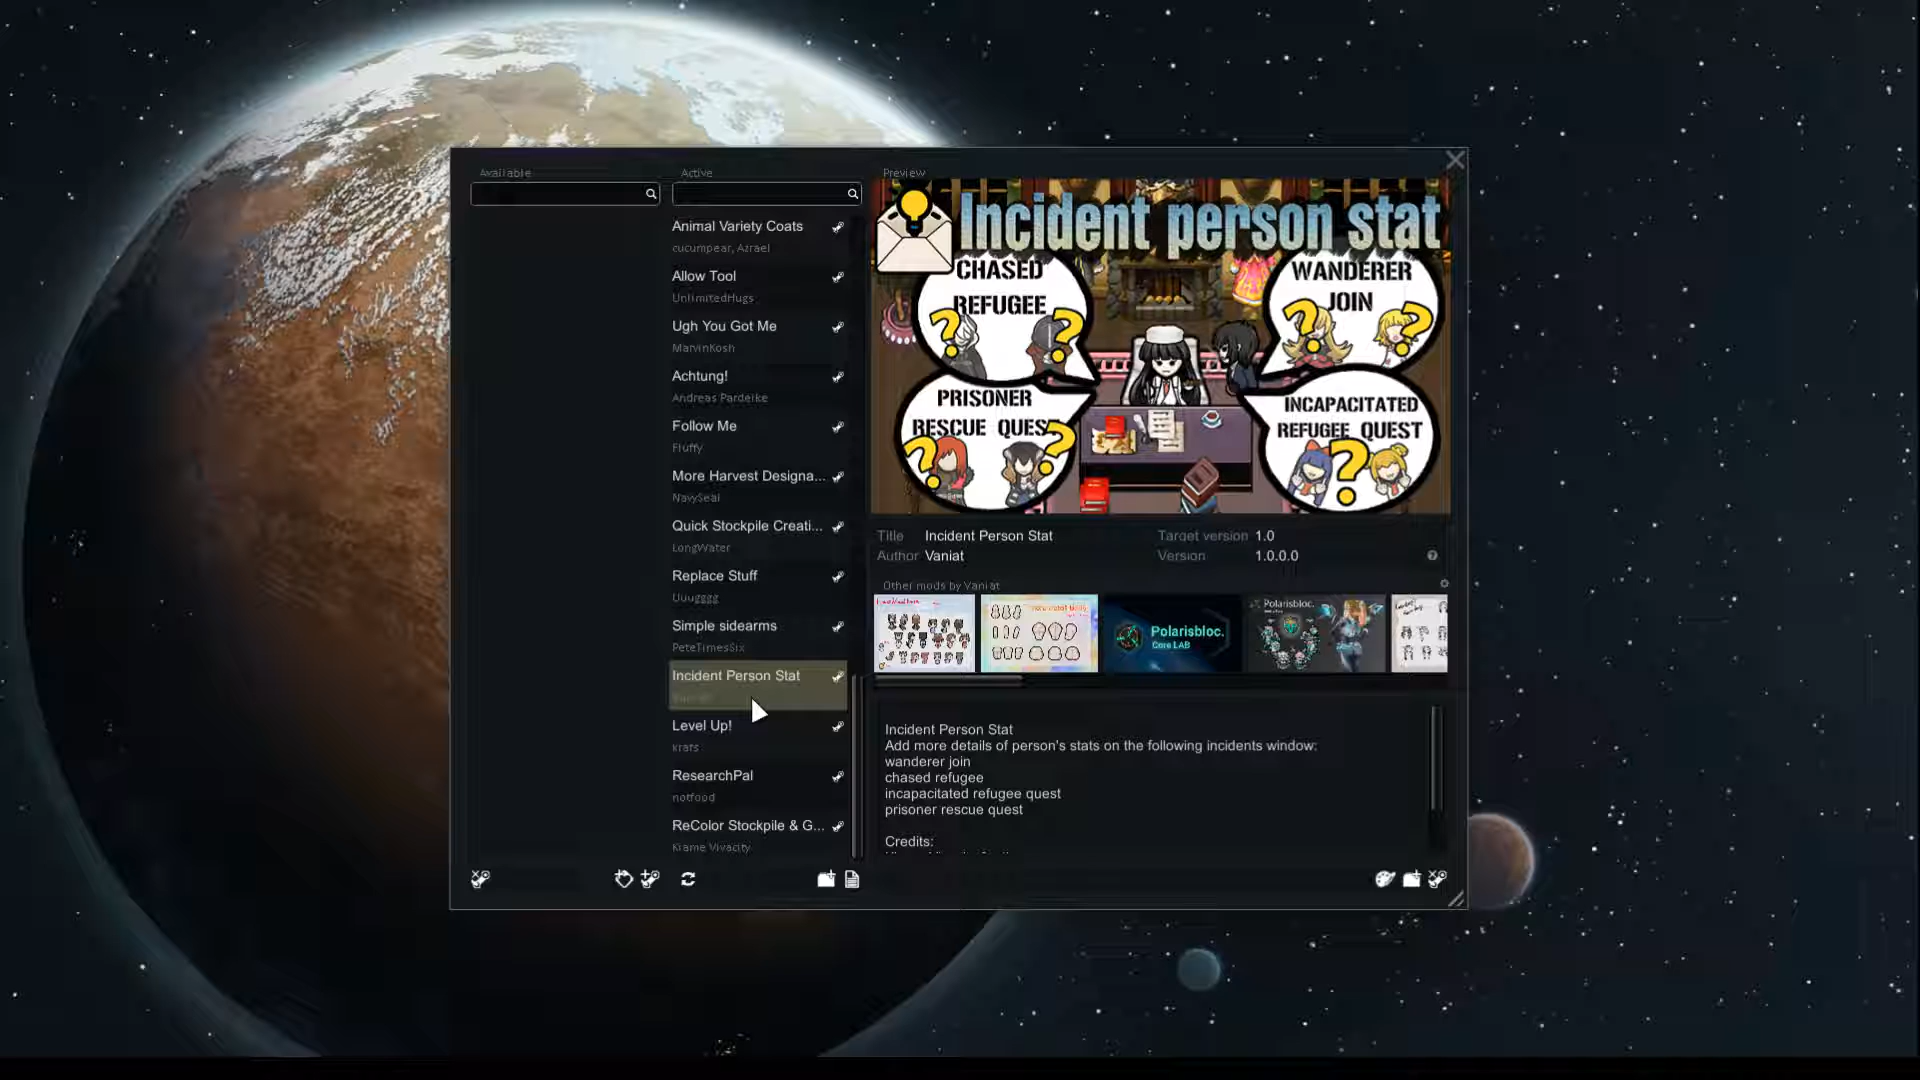 Available
Active
Preview
Animal Variety Coats
cucumpear, Azrael
Allow Tool
UnlimitedHugs
Ugh You Got Me
MarvinKosh
Achtung!
Andreas Pardeike
Follow Me
Fluffy
More Harvest Designa...
NavySeal
Quick Stockpile Creati...
LongWater
Replace Stuff
Uuugggg
Simple sidearms
PeteTimesSix
Incident Person Stat
Level Up!
krafs
ResearchPal
notfood
ReColor Stockpile & G...
Kiame Vivacity
Incident person stat
CHASED
REFUGEE
WANDERER
JOIN
PRISONER
RESCUE QUES
INCAPACITATED
REFUGEE QUEST
Title Incident Person Stat
Target version 1.0
Author Vaniat
Version 1.0.0.0
Other mods by Vaniat
Polarisbloc.
Core LAB
Polarisbloc.
Incident Person Stat
Add more details of person's stats on the following incidents window:
wanderer join
chased refugee
incapacitated refugee quest
prisoner rescue quest
Credits: